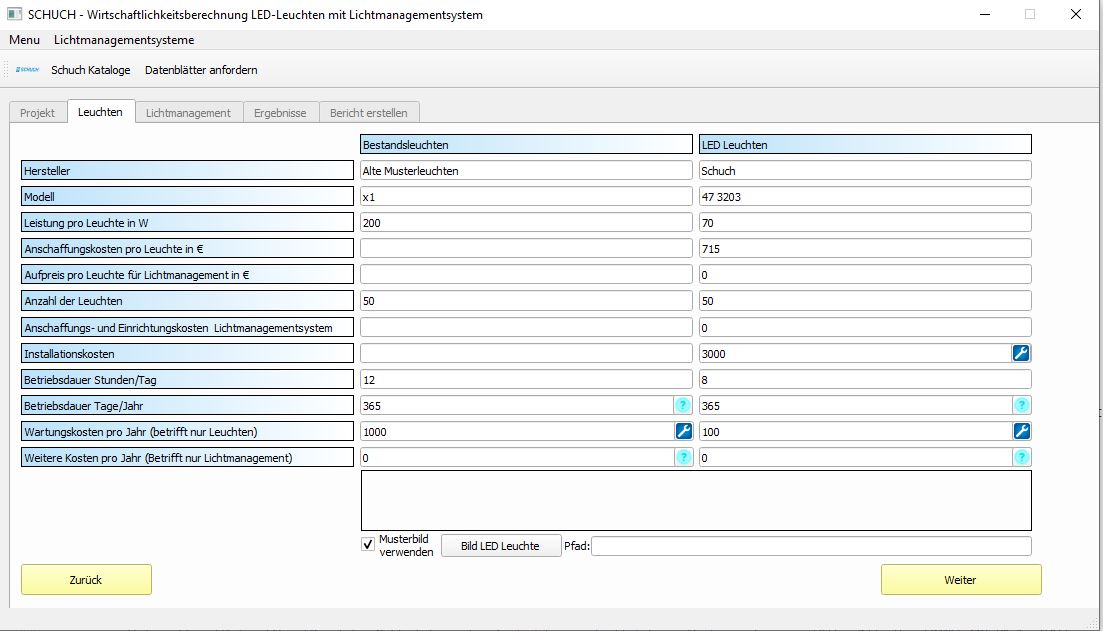 SCHUCH - Wirtschaftlichkeitsberechnung LED-Leuchten mit Lichtmanagementsystem
Menu Lichtmanagementsysteme
SCHUCH Schuch Kataloge Datenblätter anfordern
Projekt Leuchten Lichtmanagement Ergebnisse Bericht erstellen
Bestandsleuchten LED Leuchten
Hersteller Alte Musterleuchten Schuch
Modell x1 47 3203
Leistung pro Leuchte in W 200 70
Anschaffungskosten pro Leuchte in € 715
Aufpreis pro Leuchte für Lichtmanagement in € 0
Anzahl der Leuchten 50 50
Anschaffungs- und Einrichtungskosten Lichtmanagementsystem 0
Installationskosten 3000
Betriebsdauer Stunden/Tag 12 8
Betriebsdauer Tage/Jahr 365 ? 365 ?
Wartungskosten pro Jahr (betrifft nur Leuchten) 1000 100
Weitere Kosten pro Jahr (Betrifft nur Lichtmanagement) 0 ? 0 ?
Musterbild
verwenden
Bild LED Leuchte Pfad:
Zurück Weiter